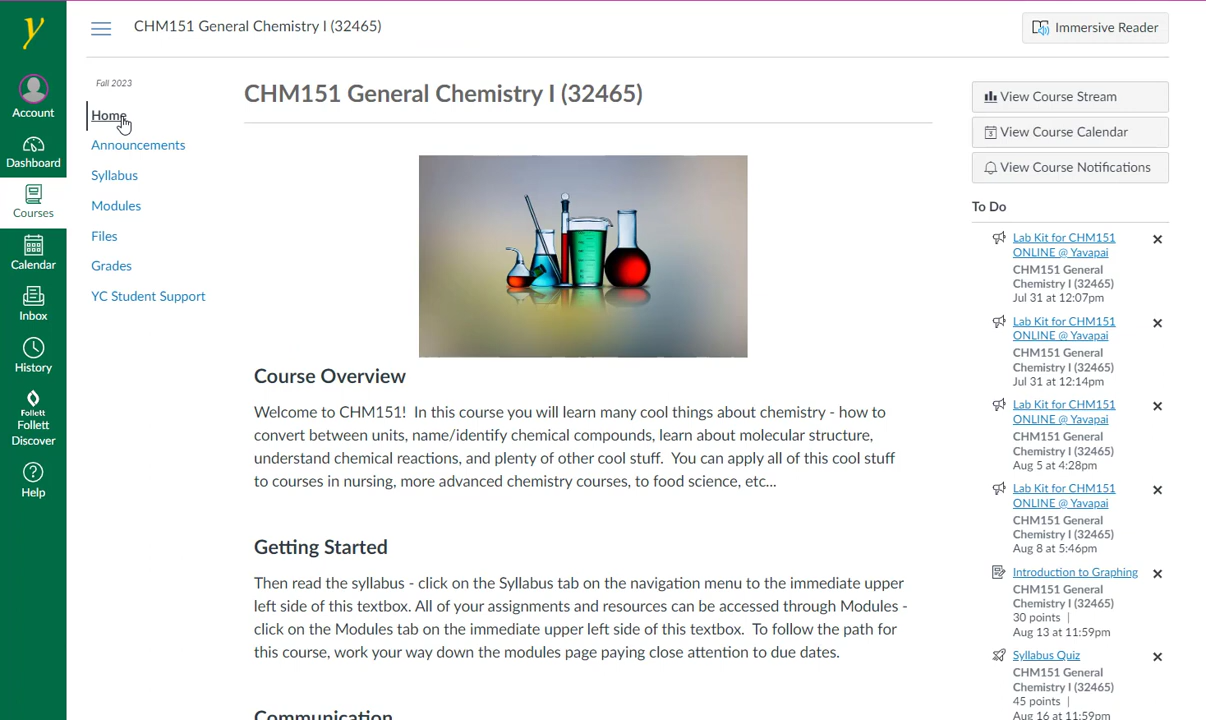 y
CHM151 General Chemistry I (32465)
Immersive Reader
Account
Dashboard
Courses
Calendar
Inbox
History
Follett
Follett
Discover
Help
Fall 2023
Home
Announcements
Syllabus
Modules
Files
Grades
YC Student Support
CHM151 General Chemistry I (32465)
Course Overview
Welcome to CHM151! In this course you will learn many cool things about chemistry - how to
convert between units, name/identify chemical compounds, learn about molecular structure,
understand chemical reactions, and plenty of other cool stuff. You can apply all of this cool stuff
to courses in nursing, more advanced chemistry courses, to food science, etc...
Getting Started
Then read the syllabus - click on the Syllabus tab on the navigation menu to the immediate upper
left side of this textbox. All of your assignments and resources can be accessed through Modules -
click on the Modules tab on the immediate upper left side of this textbox. To follow the path for
this course, work your way down the modules page paying close attention to due dates.
Communication
View Course Stream
3 View Course Calendar
View Course Notifications
To Do
Lab Kit for CHM151
ONLINE @ Yavapai
CHM151 General
Chemistry I (32465)
Jul 31 at 12:07pm
Lab Kit for CHM151
ONLINE @ Yavapai
CHM151 General
Chemistry I (32465)
Jul 31 at 12:14pm
Lab Kit for CHM151
ONLINE @ Yavapai
CHM151 General
Chemistry I (32465)
Aug 5 at 4:28pm
Lab Kit for CHM151
ONLINE @ Yavapai
CHM151 General
Chemistry I (32465)
Aug 8 at 5:46pm
Introduction to Graphing
CHM151 General
Chemistry I (32465)
30 points |
Aug 13 at 11:59pm
Syllabus Quiz
CHM151 General
Chemistry I (32465)
45 points |
Aug 16 at 11:59pm